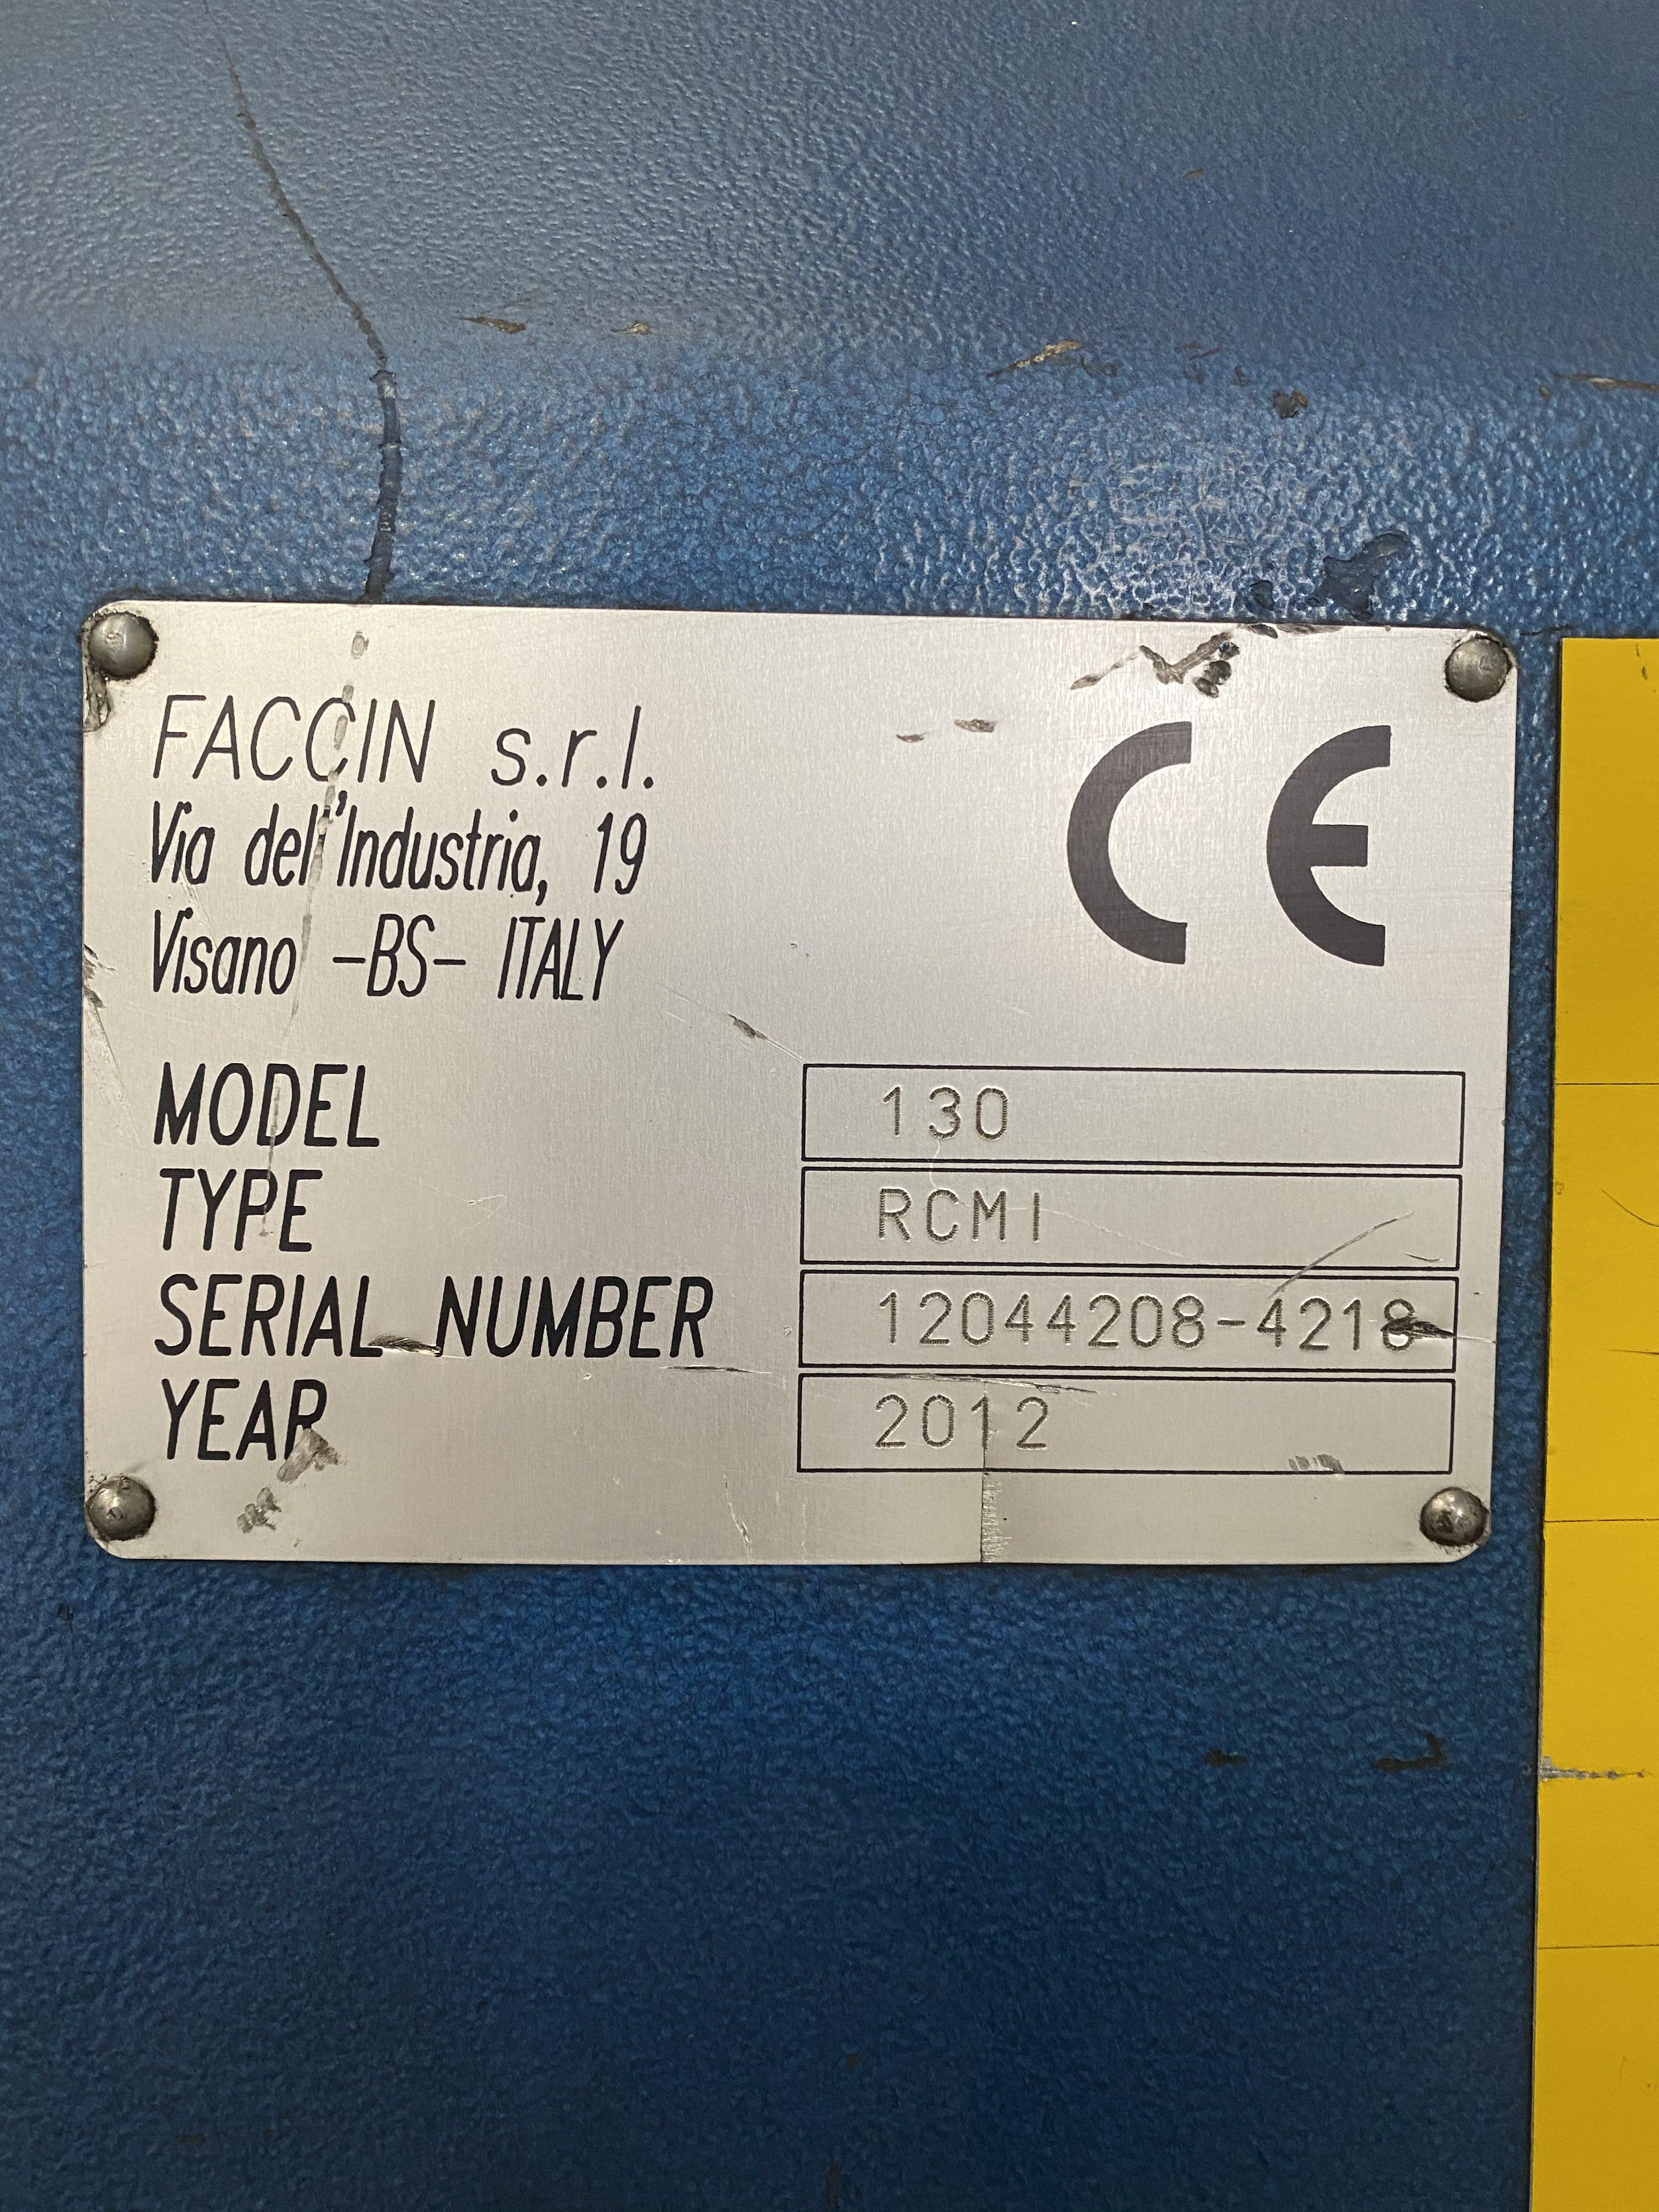 FACCIN s.r.l.
Via dell'Industria, 19
Visano -BS- ITALY
CE
MODEL 130
TYPE RCMI
SERIAL NUMBER 12044208-4218
YEAR 2012